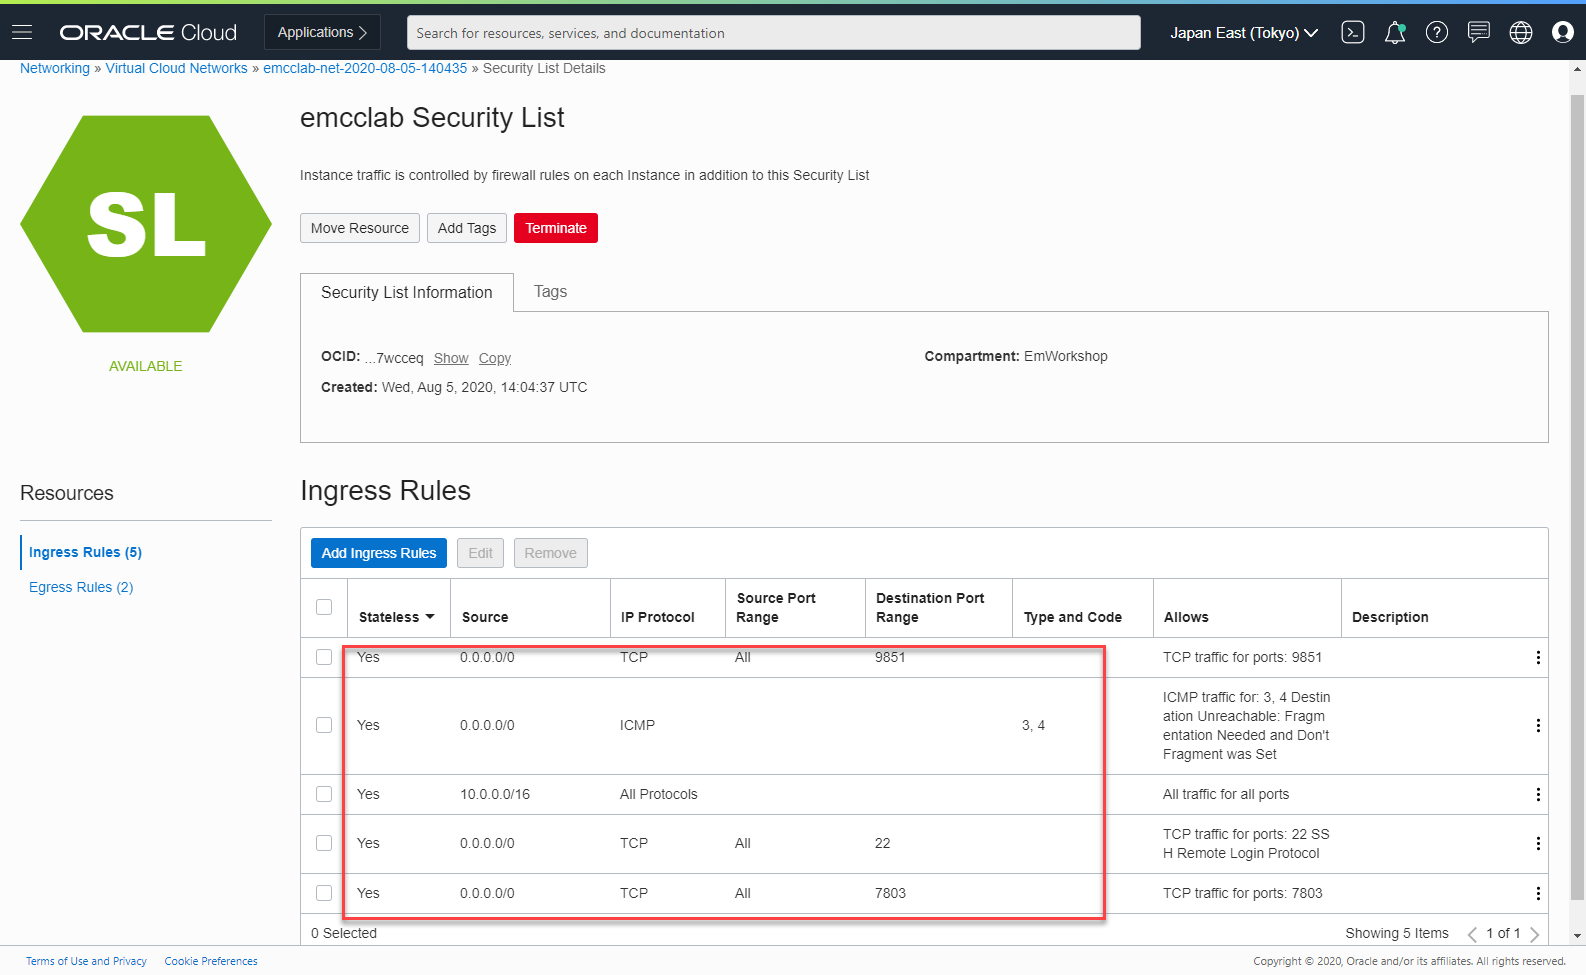 ORACLE Cloud
Applications
Search for resources, services, and documentation
Japan East (Tokyo)
Networking » Virtual Cloud Networks » emcclab-net-2020-08-05-140435 » Security List Details
SL
AVAILABLE
emcclab Security List
Instance traffic is controlled by firewall rules on each Instance in addition to this Security List
Move Resource Add Tags Terminate
Security List Information Tags
OCID: ...7wcceq Show Copy
Compartment: EmWorkshop
Created: Wed, Aug 5, 2020, 14:04:37 UTC
Resources
Ingress Rules (5)
Egress Rules (2)
Ingress Rules
Add Ingress Rules Edit Remove
Stateless Source IP Protocol Source Port Range Destination Port Range Type and Code Allows Description
Yes 0.0.0.0/0 TCP All 9851 TCP traffic for ports: 9851
Yes 0.0.0.0/0 ICMP 3, 4 ICMP traffic for: 3, 4 Destin
ation Unreachable: Fragm
entation Needed and Don't
Fragment was Set
Yes 10.0.0.0/16 All Protocols All traffic for all ports
Yes 0.0.0.0/0 TCP All 22 TCP traffic for ports: 22 SS
H Remote Login Protocol
Yes 0.0.0.0/0 TCP All 7803 TCP traffic for ports: 7803
0 Selected
Showing 5 Items 1 of 1
Terms of Use and Privacy Cookie Preferences
Copyright © 2020, Oracle and/or its affiliates. All rights reserved.